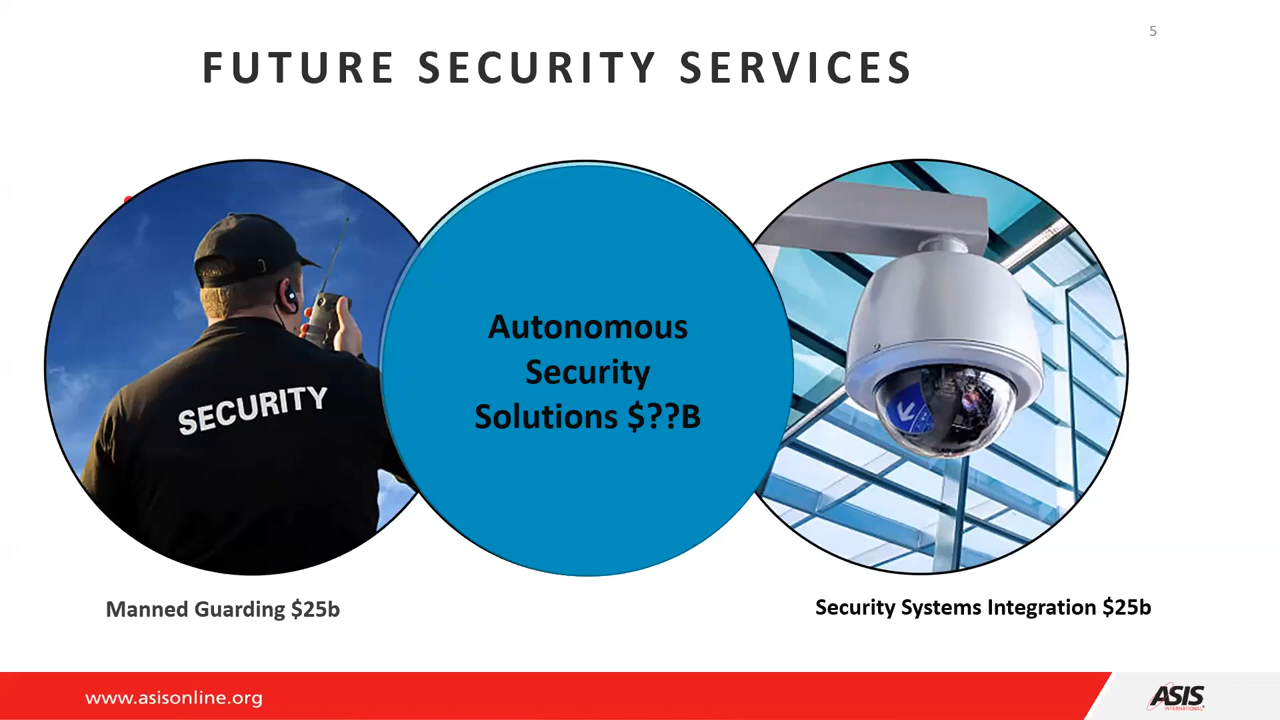 5
FUTURE SECURITY SERVICES
SECURITY
Autonomous
Security
Solutions $??B
Manned Guarding $25b
Security Systems Integration $25b
www.asisonline.org
ASIS
INTERNATIONAL